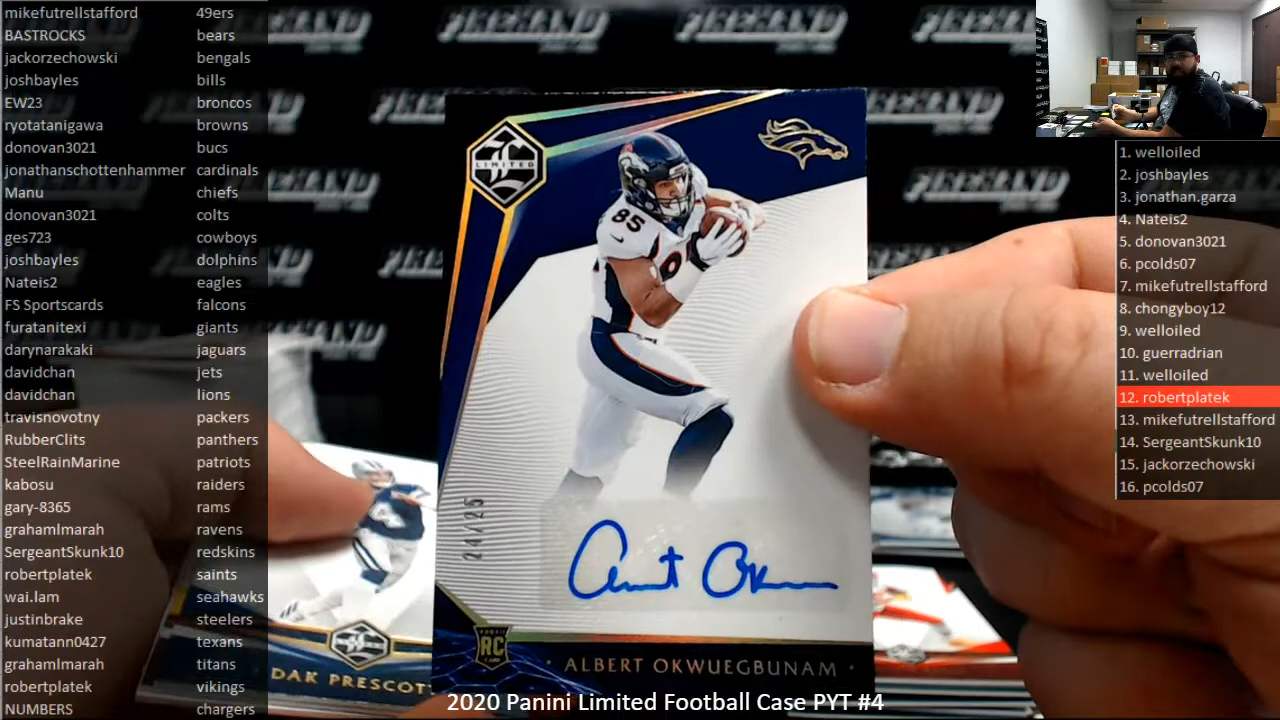 mikefutrellstafford 49ers
BASTROCKS bears
jackorzechowski bengals
joshbayles bills
EW23 broncos
ryotatanigawa browns
donovan3021 bucs
jonathanschottenhammer cardinals
Manu chiefs
donovan3021 colts
ges723 cowboys
joshbayles dolphins
Nateis2 eagles
FS Sportscards falcons
furatanitexi giants
darynarakaki jaguars
davidchan jets
davidchan lions
travisnovotny packers
RubberClits panthers
SteelRainMarine patriots
kabosu raiders
gary-8365 rams
grahamlmarah ravens
SergeantSkunk10 redskins
robertplatek saints
wai.lam seahawks
justinbrake steelers
kumatann0427 texans
grahamlmarah titans
robertplatek vikings
NUMBERS chargers
FIREHAND
LIMITED
85
24/25
ROOKIE
RC
CARD
· ALBERT OKWUEGBUNAM ·
4
DAK PRESCOTT
1. welloiled
2. joshbayles
3. jonathan.garza
4. Nateis2
5. donovan3021
6. pcolds07
7. mikefutrellstafford
8. chongyboy12
9. welloiled
10. guerradrian
11. welloiled
12. robertplatek
13. mikefutrellstafford
14. SergeantSkunk10
15. jackorzechowski
16. pcolds07
2020 Panini Limited Football Case PYT #4